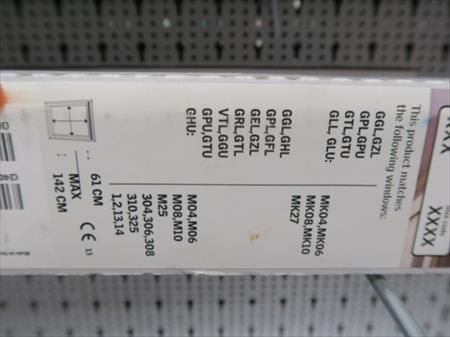 XXX
XXXX
This product matches
the following windows:
GGL,GZL
GPL,GPU
GTL,GTU
GLL, GLU:
MK04,MK06
MK08,MK10
MK27
GGL,GHL
GPL,GFL
GEL,GZL
GRL,GTL
VTL,GGU
GPU,GTU
GHU:
M04,M06
M08,M10
M25
304,306,308
310,325
1,2,13,14
: 61 CM
MAX
142 CM
CE 13